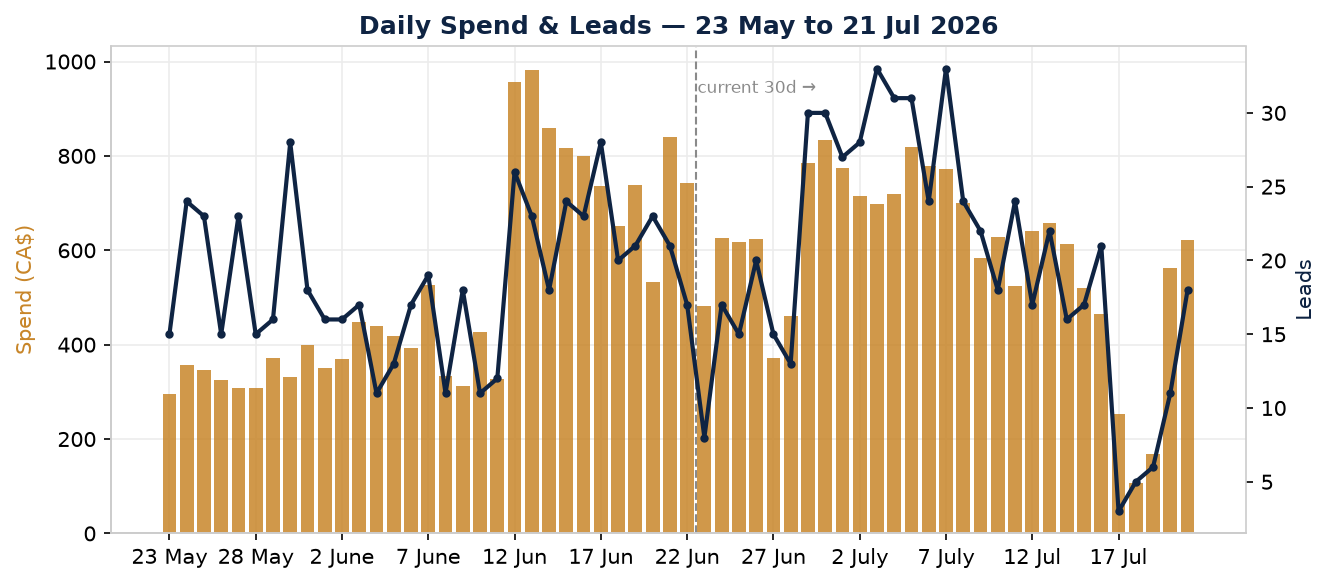 Daily Spend & Leads — 23 May to 21 Jul 2026
current 30d →
Spend (CA$)
1000
800
600
400
200
0
Leads
30
25
20
15
10
5
23 May 28 May 2 June 7 June 12 Jun 17 Jun 22 Jun 27 Jun 2 July 7 July 12 Jul 17 Jul